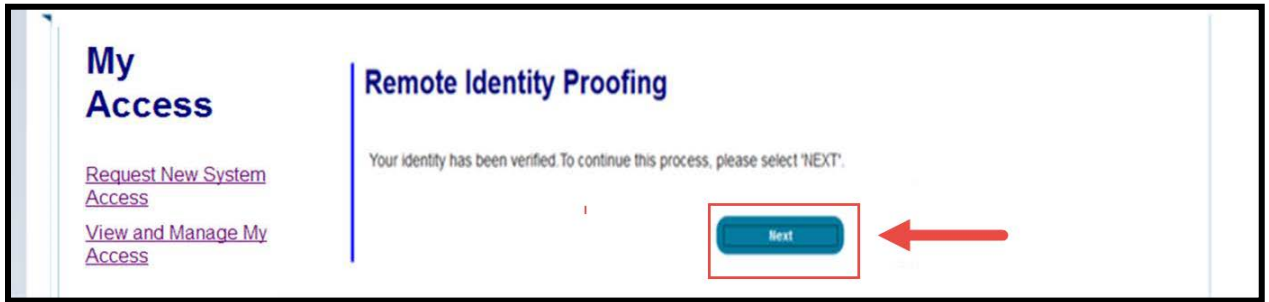 My
Access
Request New System
Access
View and Manage My
Access
Remote Identity Proofing
Your identity has been verified.To continue this process, please select 'NEXT'.
Next